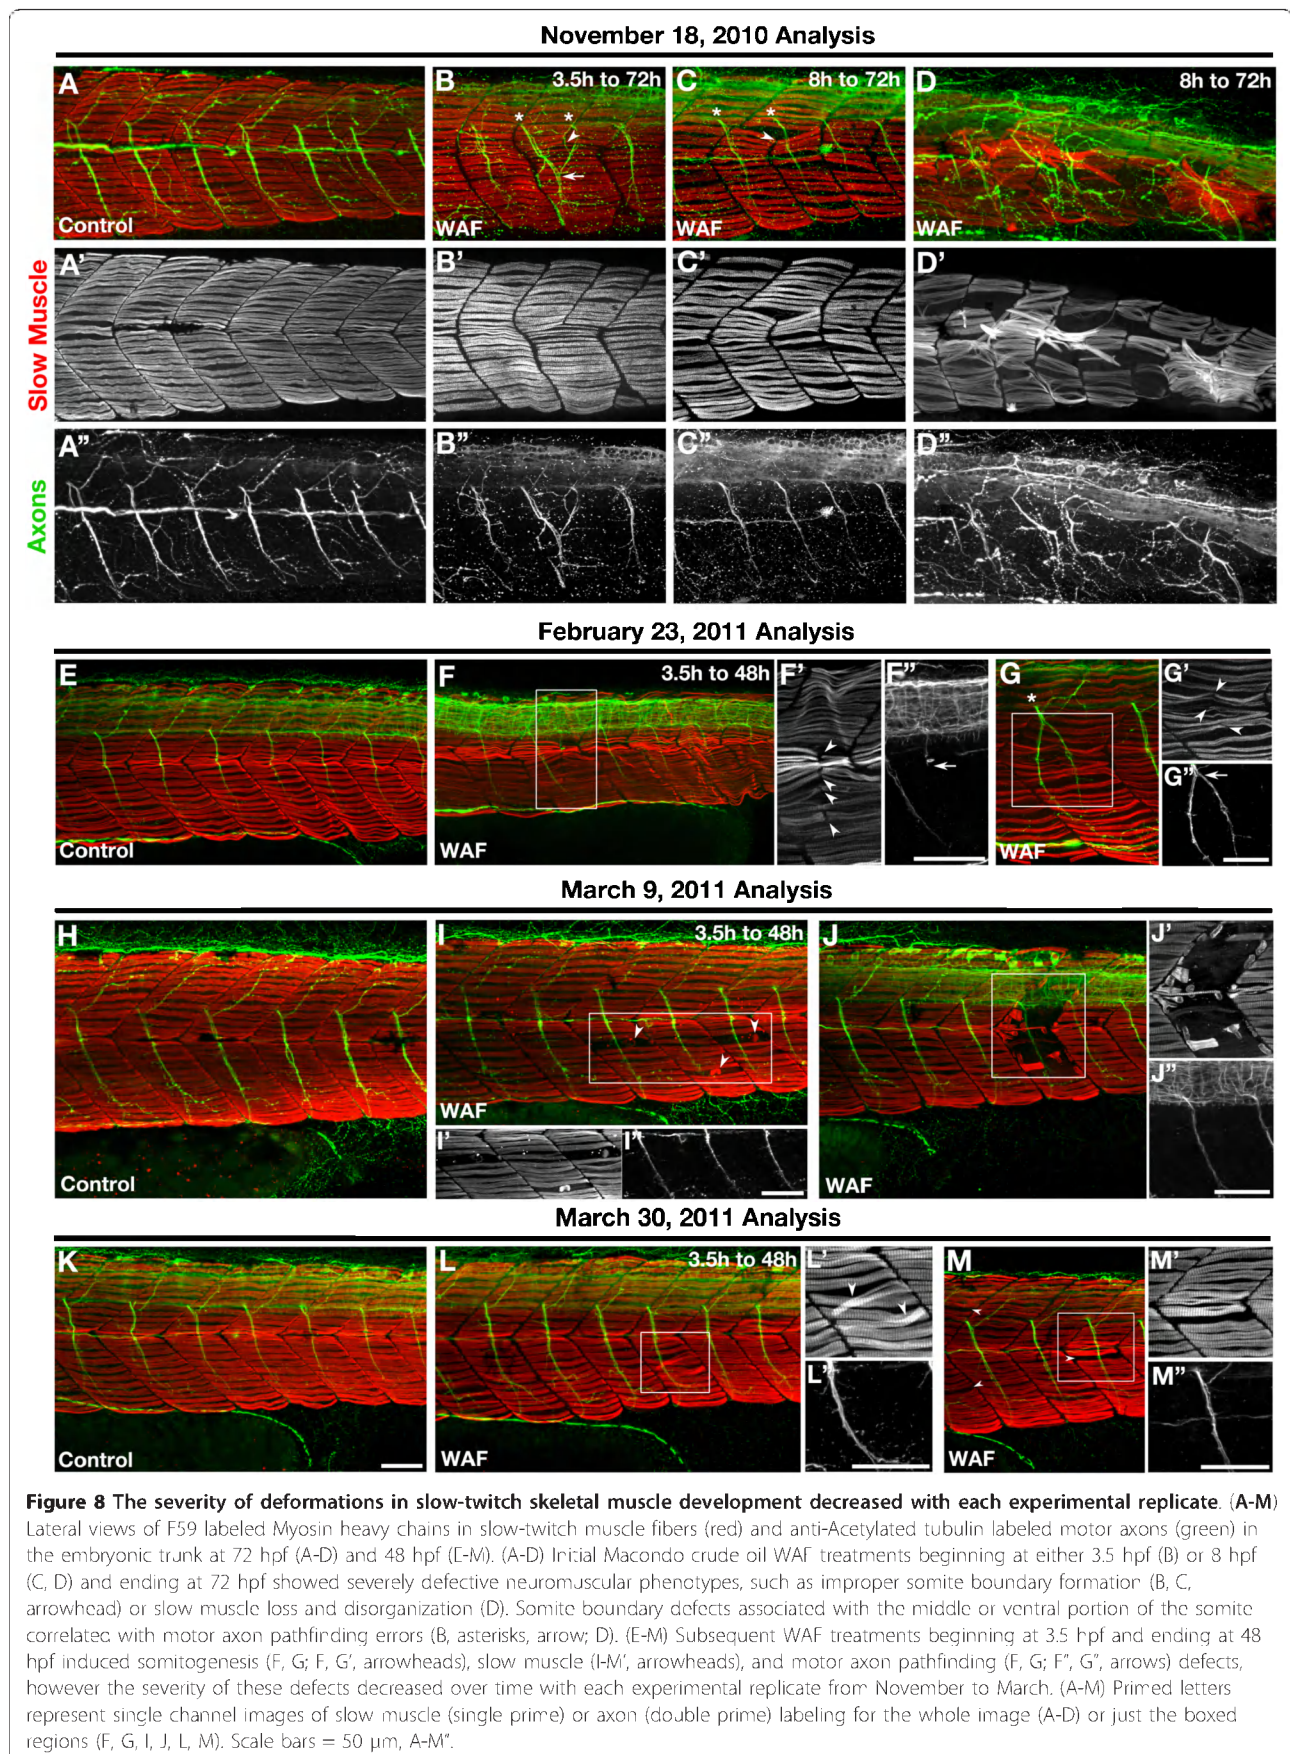 November 18, 2010 Analysis
A
B
3.5h to 72h
C
8h to 72h
D
8h to 72h
* *
* *
Control
WAF
WAF
WAF
Slow Muscle
A'
B'
C'
D'
Axons
A"
B"
C"
D"
February 23, 2011 Analysis
E
F
3.5h to 48h
F'
F"
G
*
G'
G"
Control
WAF
WAF
March 9, 2011 Analysis
H
I
3.5h to 48h
J
J'
J"
WAF
I'
I"
Control
WAF
March 30, 2011 Analysis
K
L
3.5h to 48h
L'
M
M'
L"
M"
Control
WAF
WAF
Figure 8 The severity of deformations in slow-twitch skeletal muscle development decreased with each experimental replicate. (A-M)
Lateral views of F59 labeled Myosin heavy chains in slow-twitch muscle fibers (red) and anti-Acetylated tubulin labeled motor axons (green) in
the embryonic trunk at 72 hpf (A-D) and 48 hpf (E-M). (A-D) Initial Macondo crude oil WAF treatments beginning at either 3.5 hpf (B) or 8 hpf
(C, D) and ending at 72 hpf showed severely defective neuromuscular phenotypes, such as improper somite boundary formation (B, C,
arrowhead) or slow muscle loss and disorganization (D). Somite boundary defects associated with the middle or ventral portion of the somite
correlated with motor axon pathfinding errors (B, asterisks, arrow; D). (E-M) Subsequent WAF treatments beginning at 3.5 hpf and ending at 48
hpf induced somitogenesis (F, G; F, G', arrowheads), slow muscle (I-M', arrowheads), and motor axon pathfinding (F, G; F", G", arrows) defects,
however the severity of these defects decreased over time with each experimental replicate from November to March. (A-M) Primed letters
represent single channel images of slow muscle (single prime) or axon (double prime) labeling for the whole image (A-D) or just the boxed
regions (F, G, I, J, L, M). Scale bars = 50 μm, A-M".